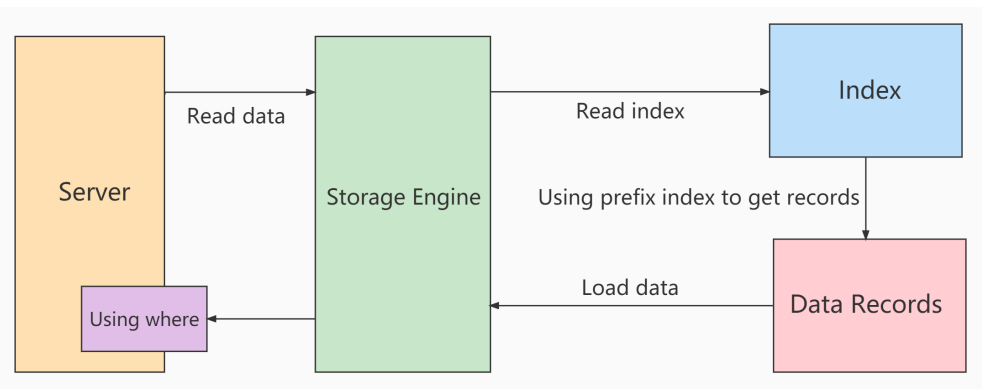 Server
Read data
Storage Engine
Read index
Index
Using prefix index to get records
Load data
Data Records
Using where